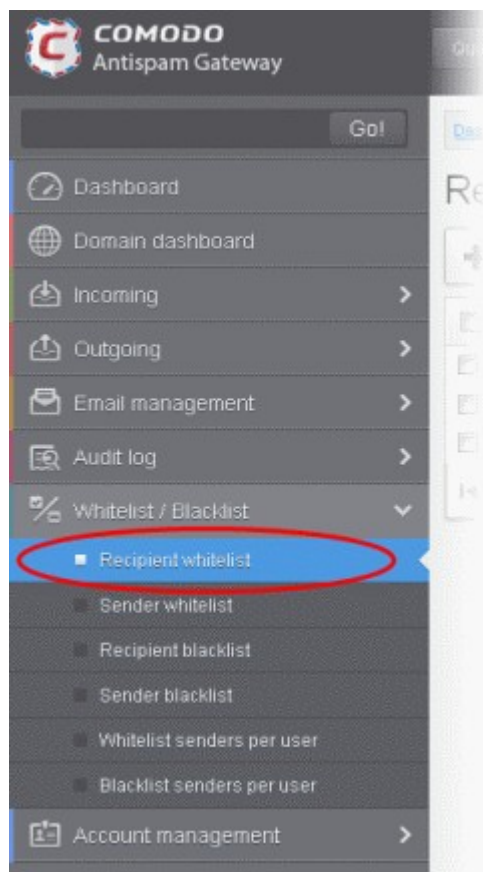 COMODO
Antispam Gateway
Go!
Dashboard
Domain dashboard
Incoming
Outgoing
Email management
Audit log
Whitelist / Blacklist
Recipient whitelist
Sender whitelist
Recipient blacklist
Sender blacklist
Whitelist senders per user
Blacklist senders per user
Account management